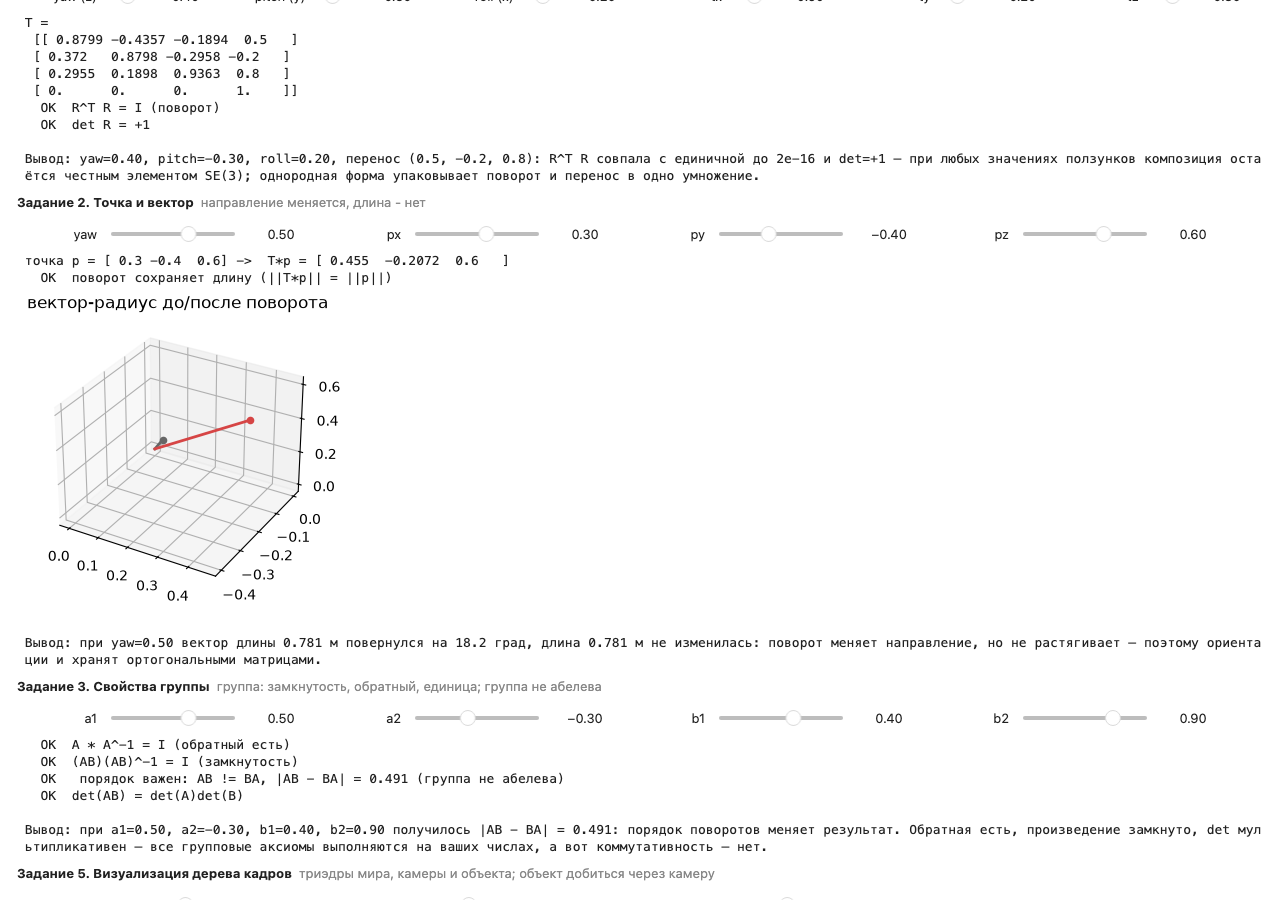 T =
[[ 0.8799 −0.4357 −0.1894  0.5   ]
[ 0.372   0.8798 −0.2958 −0.2   ]
[ 0.2955  0.1898  0.9363  0.8   ]
[ 0.      0.      0.      1.   ]]
OK  R^T R = I (поворот)
OK  det R = +1
Вывод: yaw=0.40, pitch=−0.30, roll=0.20, перенос (0.5, −0.2, 0.8): R^T R совпала с единичной до 2e−16 и det=+1 — при любых значениях ползунков композиция оста
ётся честным элементом SE(3); однородная форма упаковывает поворот и перенос в одно умножение.
Задание 2. Точка и вектор  направление меняется, длина - нет
yaw 0.50 px 0.30 py −0.40 pz 0.60
точка p = [ 0.3 −0.4  0.6] −>  T*p = [ 0.455  −0.2072  0.6   ]
OK  поворот сохраняет длину (||T*p|| = ||p||)
вектор-радиус до/после поворота
0.6
0.4
0.2
0.0
0.0
−0.1
−0.2
−0.3
−0.4
0.0
0.1
0.2
0.3
0.4
Вывод: при yaw=0.50 вектор длины 0.781 м повернулся на 18.2 град, длина 0.781 м не изменилась: поворот меняет направление, но не растягивает — поэтому ориента
ции и хранят ортогональными матрицами.
Задание 3. Свойства группы  группа: замкнутость, обратный, единица; группа не абелева
a1 0.50 a2 −0.30 b1 0.40 b2 0.90
OK  A * A^−1 = I (обратный есть)
OK  (AB)(AB)^−1 = I (замкнутость)
OK   порядок важен: AB != BA, |AB − BA| = 0.491 (группа не абелева)
OK  det(AB) = det(A)det(B)
Вывод: при a1=0.50, a2=−0.30, b1=0.40, b2=0.90 получилось |AB − BA| = 0.491: порядок поворотов меняет результат. Обратная есть, произведение замкнуто, det мул
ьтипликативен — все групповые аксиомы выполняются на ваших числах, а вот коммутативность — нет.
Задание 5. Визуализация дерева кадров  триэдры мира, камеры и объекта; объект добиться через камеру